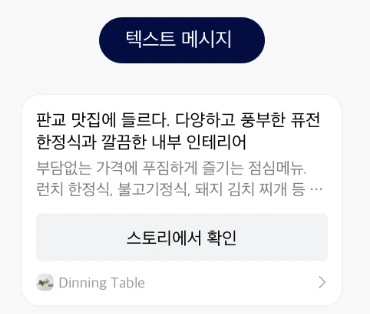 텍스트 메시지
판교 맛집에 들르다. 다양하고 풍부한 퓨전
한정식과 깔끔한 내부 인테리어
부담없는 가격에 푸짐하게 즐기는 점심메뉴.
런치 한정식, 불고기정식, 돼지 김치 찌개 등 ···
스토리에서 확인
Dinning Table